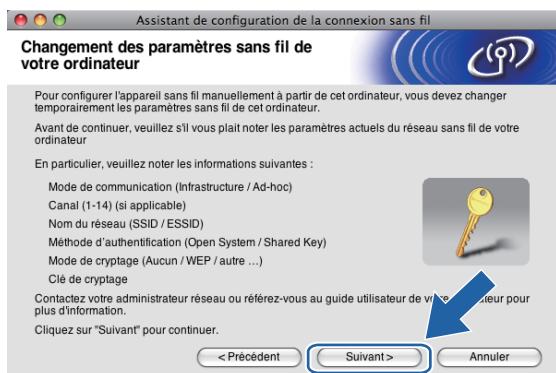 Assistant de configuration de la connexion sans fil
Changement des paramètres sans fil de
votre ordinateur
Pour configurer l'appareil sans fil manuellement à partir de cet ordinateur, vous devez changer
temporairement les paramètres sans fil de cet ordinateur.
Avant de continuer, veuillez s'il vous plait noter les paramètres actuels du réseau sans fil de votre
ordinateur
En particulier, veuillez noter les informations suivantes :
Mode de communication (Infrastructure / Ad-hoc)
Canal (1-14) (si applicable)
Nom du réseau (SSID / ESSID)
Méthode d'authentification (Open System / Shared Key)
Mode de cryptage (Aucun / WEP / autre ...)
Clé de cryptage
Contactez votre administrateur réseau ou référez-vous au guide utilisateur de pour
plus d'information.
Cliquez sur "Suivant" pour continuer.
< Précédent
Suivant >
Annuler